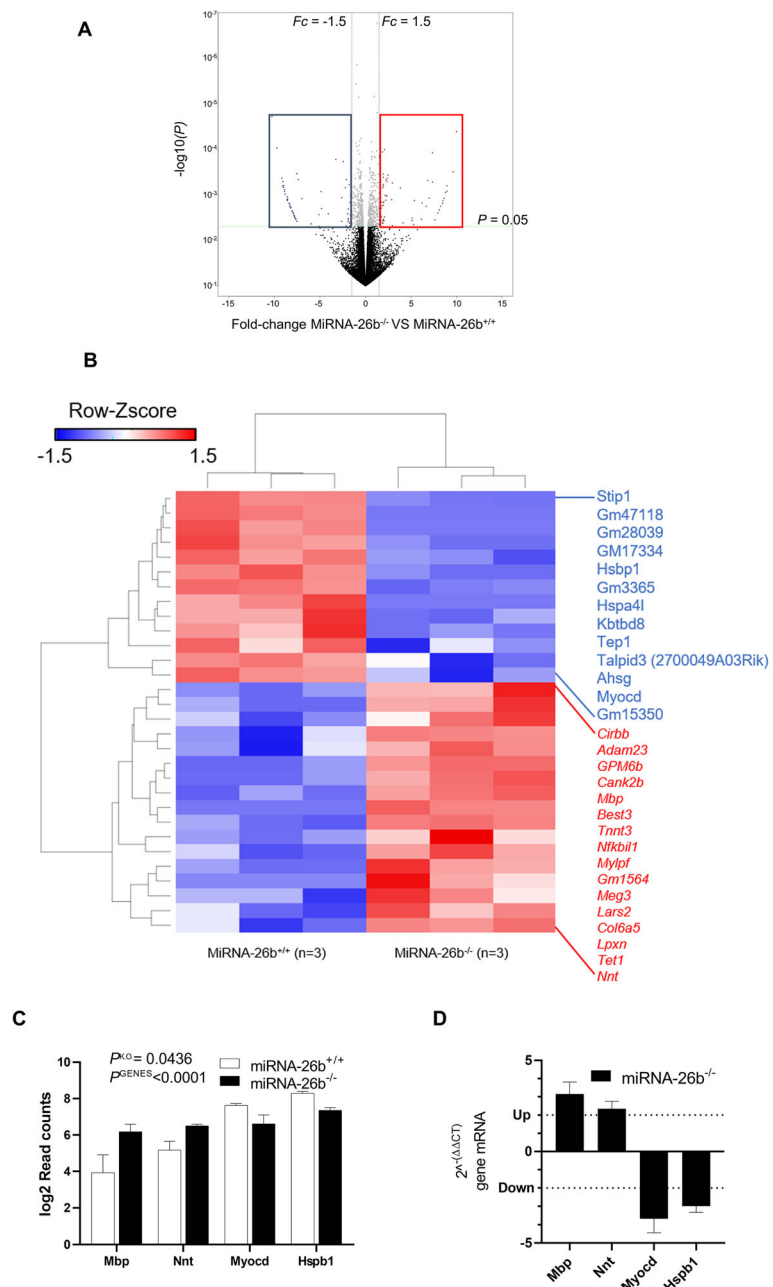 A
Fc = -1.5 Fc = 1.5
10-7
10-6
10-5
10-4
10-3
10-2
10-1
-log10(P)
P = 0.05
-15 -10 -5 0 5 10 15
Fold-change MiRNA-26b-/- VS MiRNA-26b+/+
B
Row-Zscore
-1.5 1.5
Stip1
Gm47118
Gm28039
GM17334
Hsbp1
Gm3365
Hspa4l
Kbtbd8
Tep1
Talpid3 (2700049A03Rik)
Ahsg
Myocd
Gm15350
Cirbb
Adam23
GPM6b
Cank2b
Mbp
Best3
Tnnt3
Nfkbil1
Mylpf
Gm1564
Meg3
Lars2
Col6a5
Lpxn
Tet1
Nnt
MiRNA-26b+/+ (n=3) MiRNA-26b-/- (n=3)
C
PK.O.= 0.0436
PGENES<0.0001
miRNA-26b+/+
miRNA-26b-/-
10
8
6
4
2
0
log2 Read counts
Mbp Nnt Myocd Hspb1
D
miRNA-26b-/-
5
Up
0
Down
-5
2^-(ΔΔCT)
gene mRNA
Mbp Nnt Myocd Hspb1